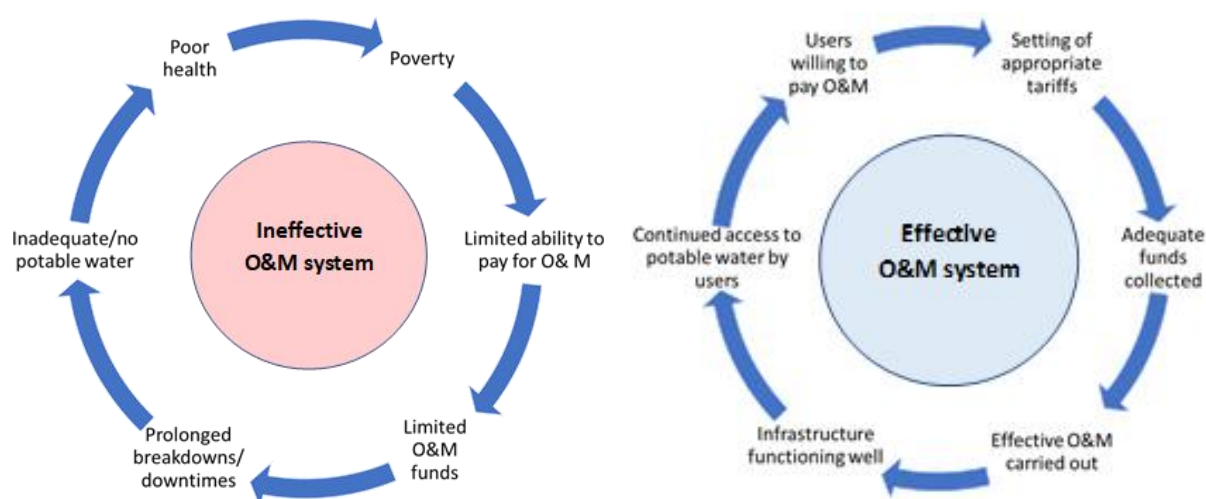 Poor
health
Poverty
Limited ability to
pay for O& M
Limited
O&M
funds
Prolonged
breakdowns/
downtimes
Inadequate/no
potable water
Ineffective
O&M system
Users
willing to
pay O&M
Setting of
appropriate
tariffs
Adequate
funds
collected
Effective O&M
carried out
Infrastructure
functioning well
Continued access to
potable water by
users
Effective
O&M system